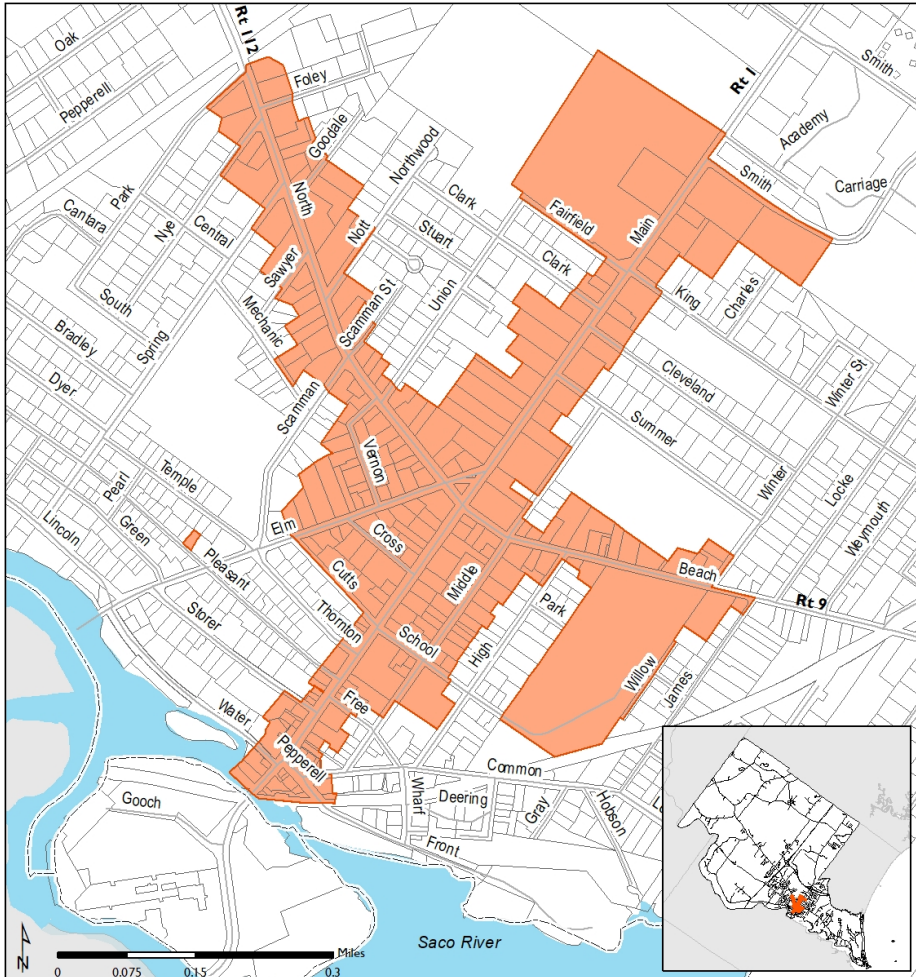 Rt 112
Oak
Pepperell
Foley
Rt 1
Smith
Academy
Goodale
Northwood
Smith
Carriage
Park
North
Clark
Fairfield
Main
Cantara
Nye
Central
Nott
Stuart
Clark
Sawyer
Union
King
Charles
South
Mechanic
Scamman St
Bradley
Spring
Cleveland
Winter St
Dyer
Scamman
Summer
Vernon
Temple
Winter
Locke
Pearl
Weymouth
Lincoln
Green
Elm
Cross
Pleasant
Middle
Beach
Cutts
Rt 9
Storer
Thornton
School
Park
High
Willow
James
Water
Free
Pepperell
Common
Gooch
Wharf
Deering
Gray
Hobson
Front
Saco River
N
Miles
0 0.075 0.15 0.3